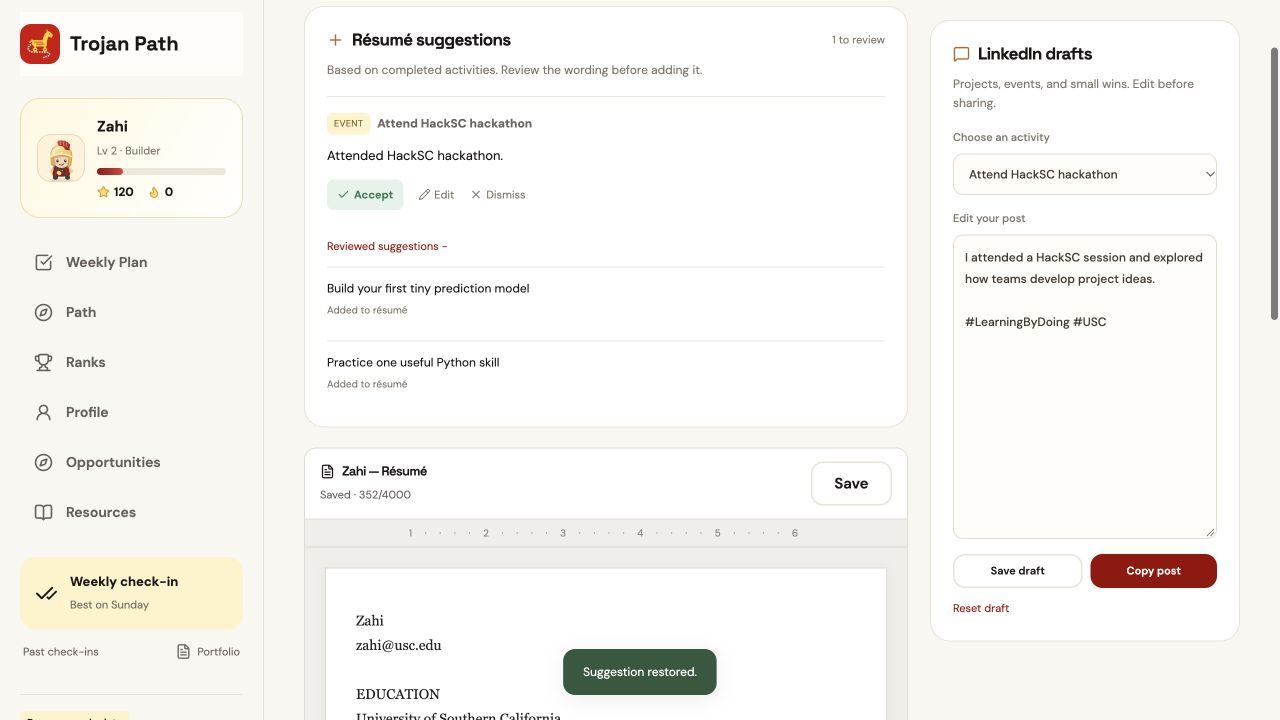 Trojan Path
Zahi
Lv 2 · Builder
120
0
Weekly Plan
Path
Ranks
Profile
Opportunities
Resources
Weekly check-in
Best on Sunday
Past check-ins
Portfolio
Résumé suggestions
1 to review
Based on completed activities. Review the wording before adding it.
EVENT Attend HackSC hackathon
Attended HackSC hackathon.
Accept
Edit
Dismiss
Reviewed suggestions −
Build your first tiny prediction model
Added to résumé
Practice one useful Python skill
Added to résumé
Zahi — Résumé
Saved · 352/4000
Save
1 · · · · 2 · · · · 3 · · · · 4 · · · · 5 · · · · 6
Zahi
zahi@usc.edu
EDUCATION
University of Southern California
Suggestion restored.
LinkedIn drafts
Projects, events, and small wins. Edit before
sharing.
Choose an activity
Attend HackSC hackathon
Edit your post
I attended a HackSC session and explored
how teams develop project ideas.
#LearningByDoing #USC
Save draft
Copy post
Reset draft